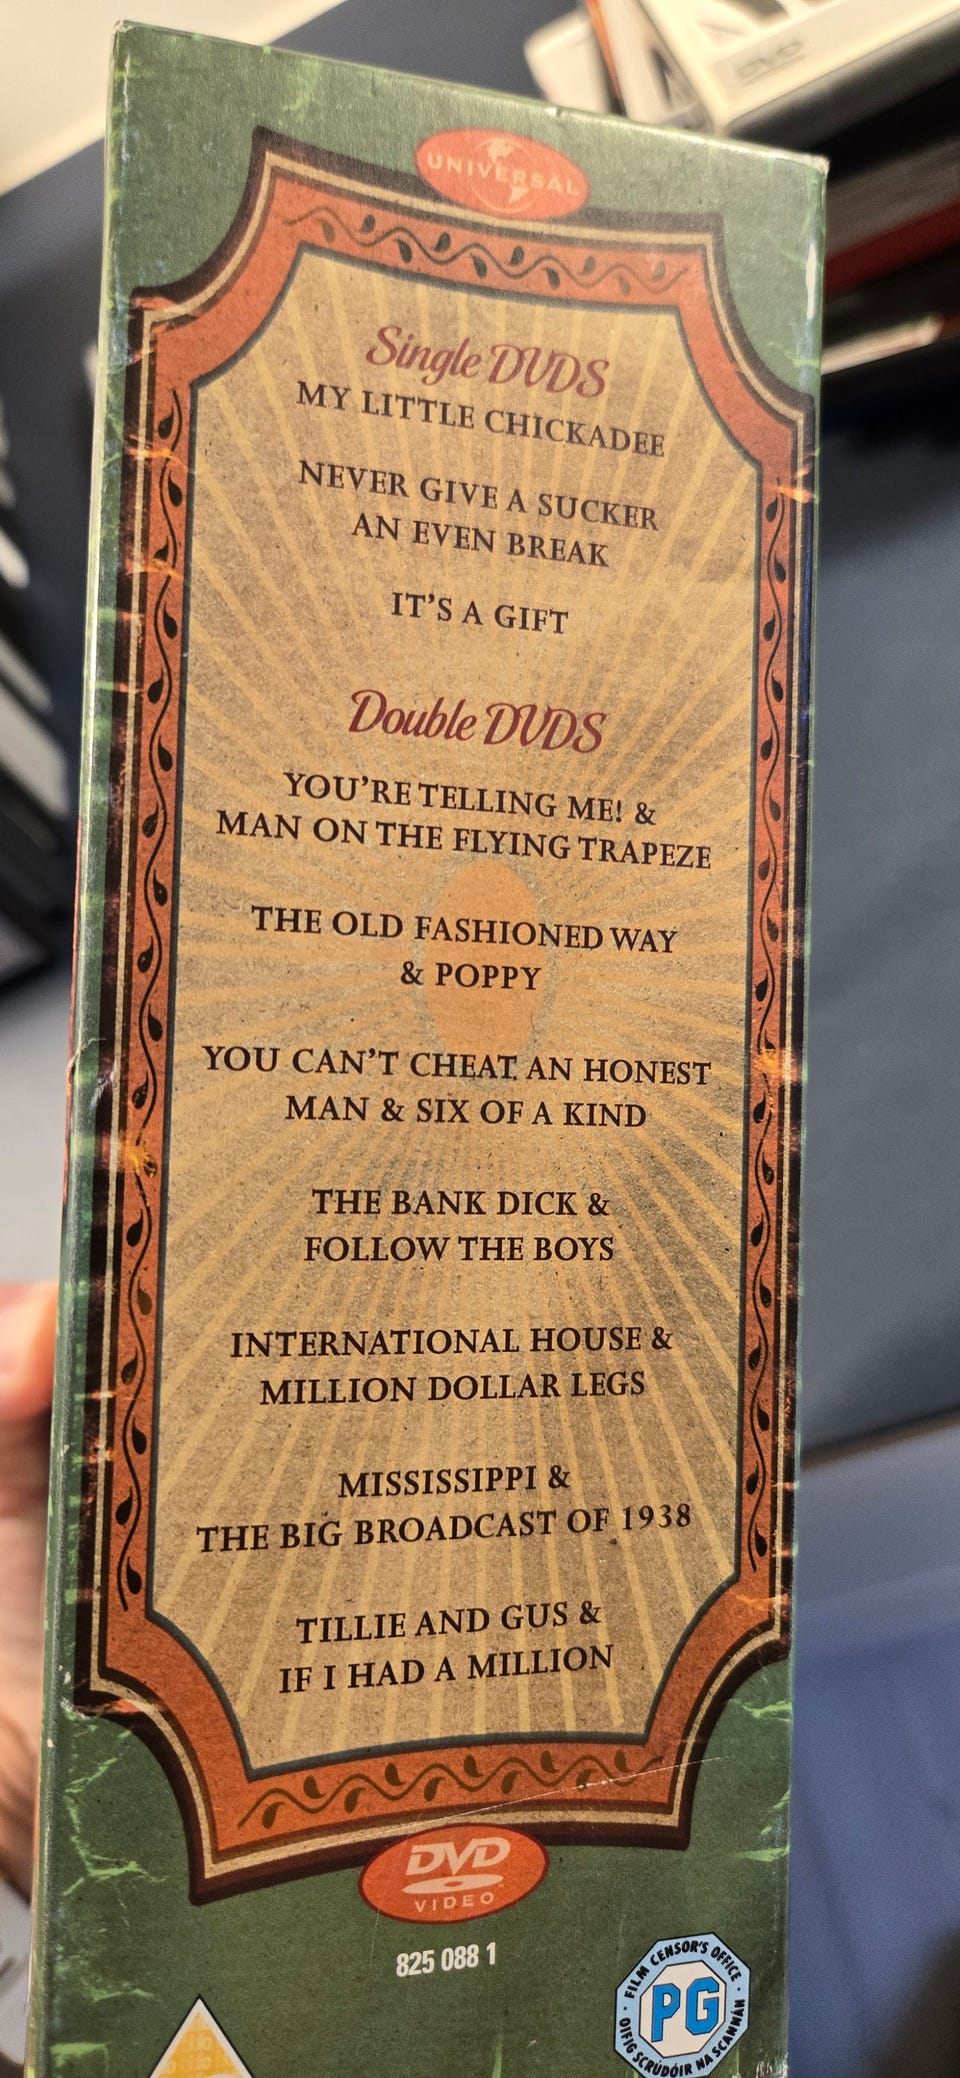 DVD
UNIVERSAL
Single DVDS
MY LITTLE CHICKADEE
NEVER GIVE A SUCKER
AN EVEN BREAK
IT'S A GIFT
Double DVDS
YOU'RE TELLING ME! &
MAN ON THE FLYING TRAPEZE
THE OLD FASHIONED WAY
& POPPY
YOU CAN'T CHEAT AN HONEST
MAN & SIX OF A KIND
THE BANK DICK &
FOLLOW THE BOYS
INTERNATIONAL HOUSE &
MILLION DOLLAR LEGS
MISSISSIPPI &
THE BIG BROADCAST OF 1938
TILLIE AND GUS &
IF I HAD A MILLION
DVD
VIDEO
825 088 1
· FILM CENSOR'S OFFICE ·
PG
OIFIG SCRÚDÓIR NA SCANNÁN